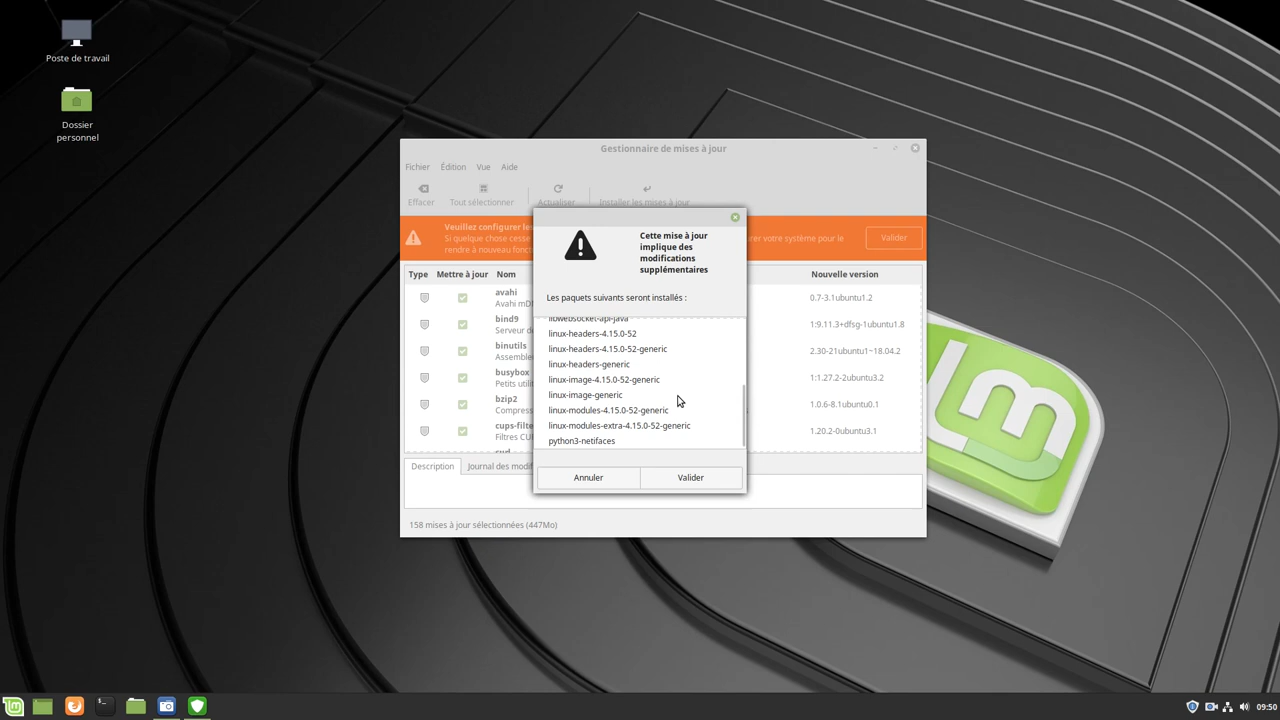 Poste de travail
Dossier
personnel
Gestionnaire de mises à jour
Fichier Édition Vue Aide
Effacer Tout sélectionner Actualiser Installer les mises à jour
Veuillez configurer les
Si quelque chose cesse
rendre à nouveau fonc
rer votre système pour le
Valider
Type Mettre à jour Nom Nouvelle version
avahi
Avahi mD
0.7-3.1ubuntu1.2
bind9
Serveur d
1:9.11.3+dfsg-1ubuntu1.8
binutils
Assemble
2.30-21ubuntu1~18.04.2
busybox
Petits utili
1:1.27.2-2ubuntu3.2
bzip2
Compress
1.0.6-8.1ubuntu0.1
cups-filte
Filtres CU
1.20.2-0ubuntu3.1
Description Journal des modif
158 mises à jour sélectionnées (447Mo)
Cette mise à jour
implique des
modifications
supplémentaires
Les paquets suivants seront installés :
libwebsocket-api-java
linux-headers-4.15.0-52
linux-headers-4.15.0-52-generic
linux-headers-generic
linux-image-4.15.0-52-generic
linux-image-generic
linux-modules-4.15.0-52-generic
linux-modules-extra-4.15.0-52-generic
python3-netifaces
Annuler Valider
09:50